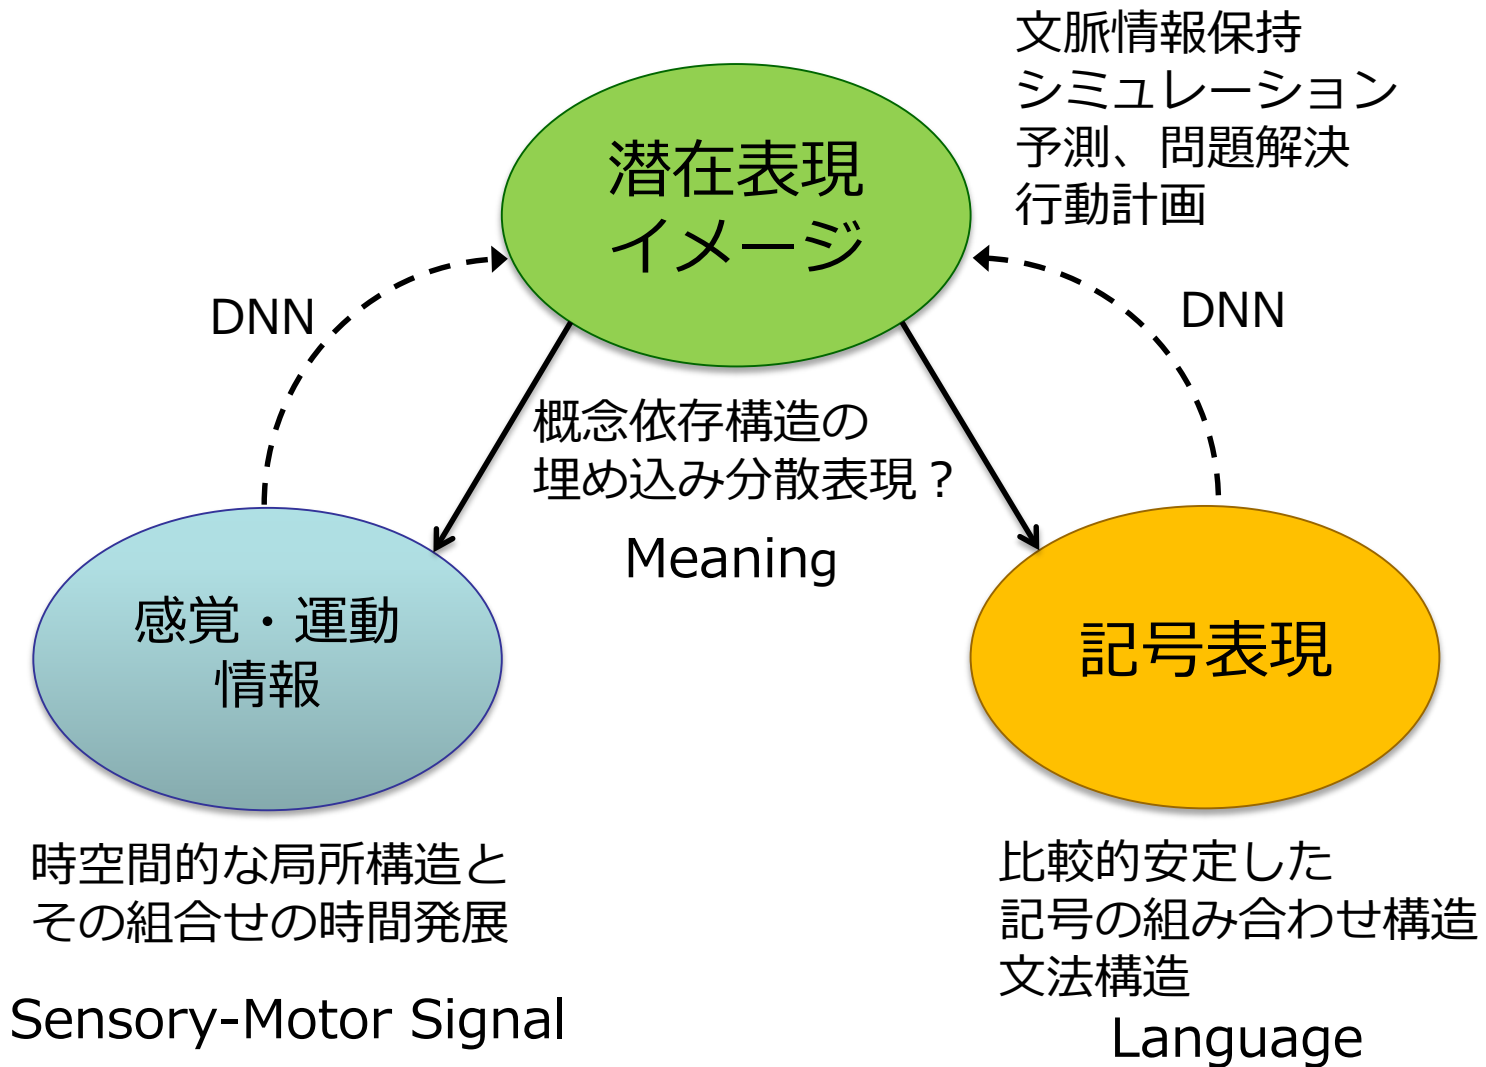 文脈情報保持
シミュレーション
予測、問題解決
行動計画
潜在表現
イメージ
DNN
DNN
概念依存構造の
埋め込み分散表現？
Meaning
感覚・運動
情報
記号表現
時空間的な局所構造と
その組合せの時間発展
Sensory-Motor Signal
比較的安定した
記号の組み合わせ構造
文法構造
Language